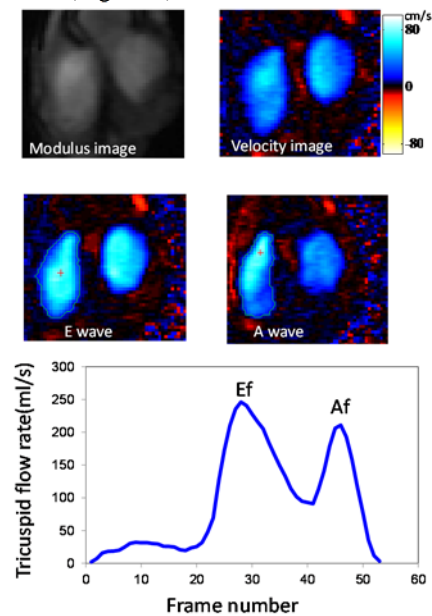 cm/s
80
0
-80
Modulus image
Velocity image
E wave
A wave
300
250
200
150
100
50
0
Ef
Af
Tricuspid flow rate(ml/s)
0 10 20 30 40 50 60
Frame number